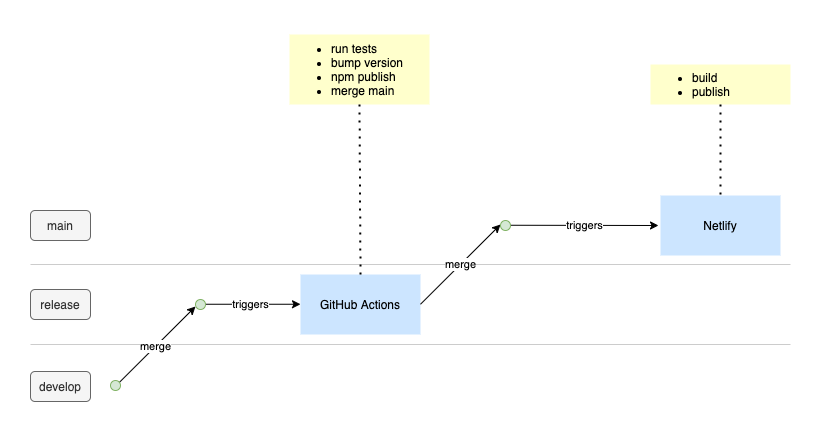 • run tests
• bump version
• npm publish
• merge main
• build
• publish
main
triggers
Netlify
merge
release
triggers
GitHub Actions
merge
develop